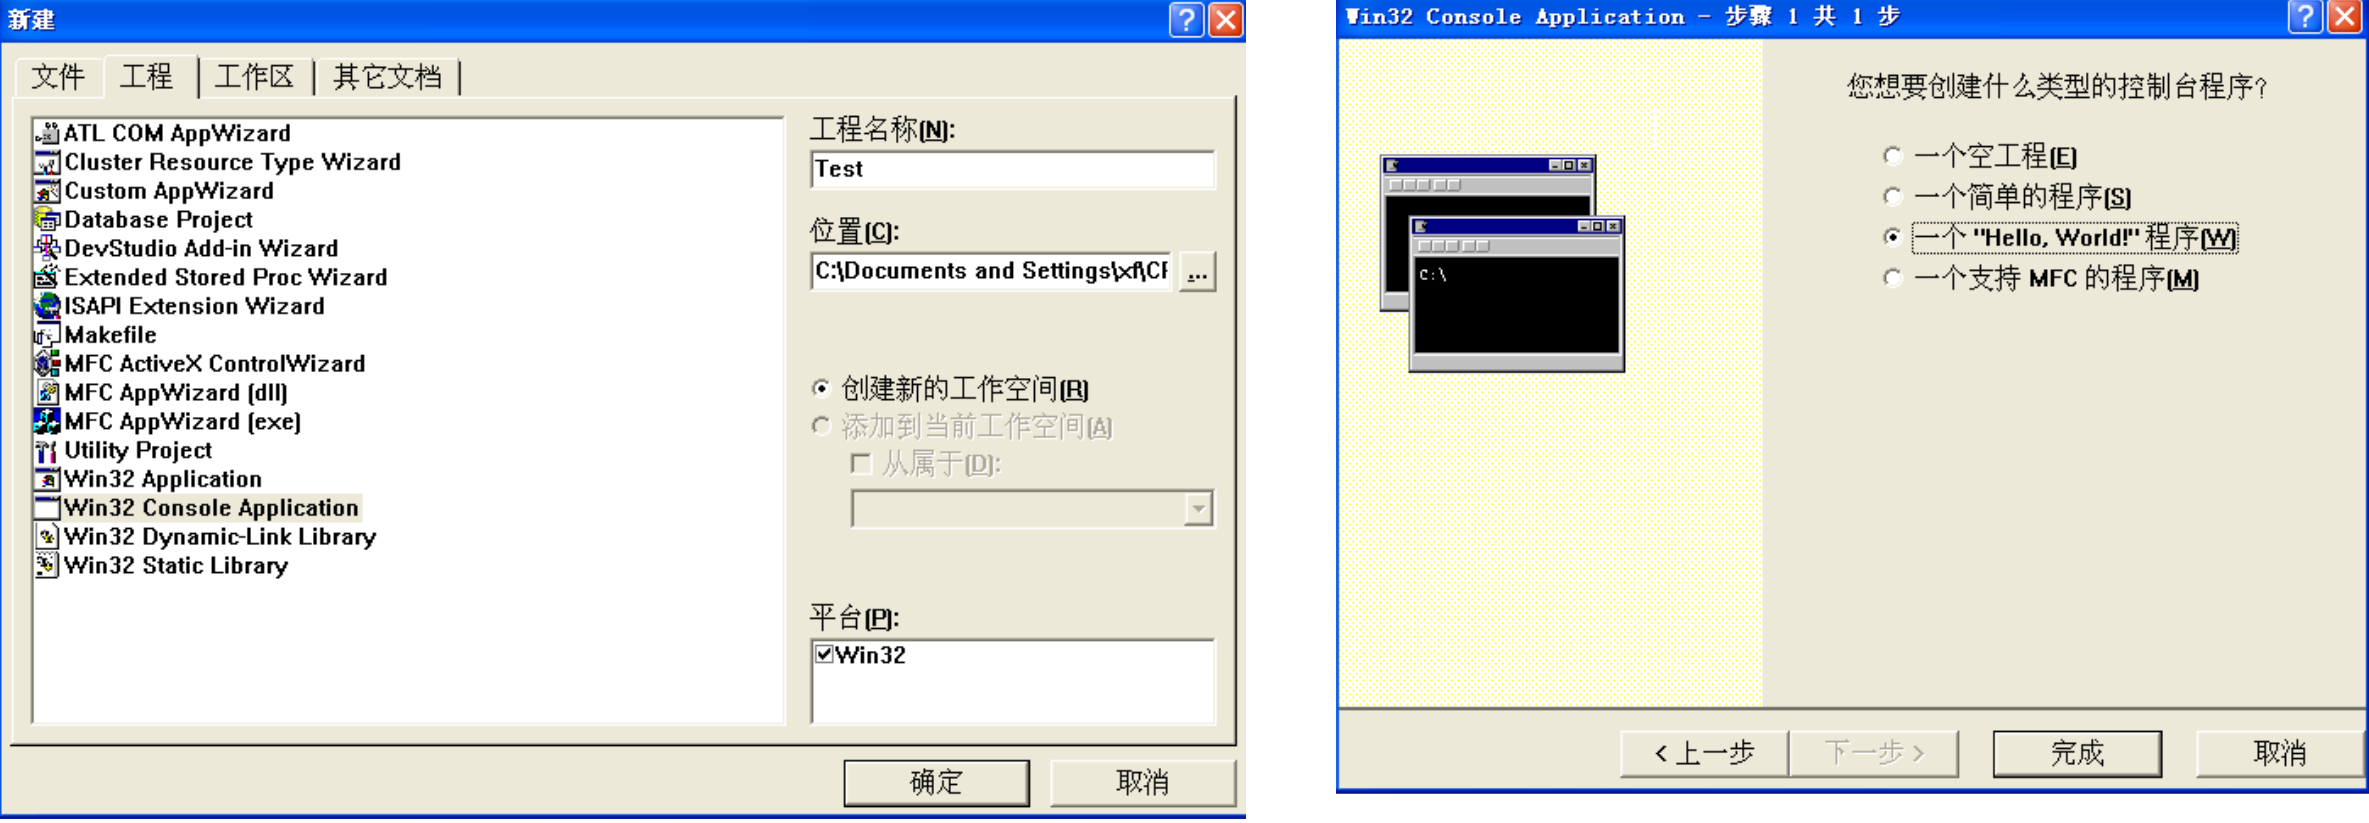 新建
文件 工程 工作区 其它文档
ATL COM AppWizard
Cluster Resource Type Wizard
Custom AppWizard
Database Project
DevStudio Add-in Wizard
Extended Stored Proc Wizard
ISAPI Extension Wizard
Makefile
MFC ActiveX ControlWizard
MFC AppWizard (dll)
MFC AppWizard (exe)
Utility Project
Win32 Application
Win32 Console Application
Win32 Dynamic-Link Library
Win32 Static Library
工程名称(N):
Test
位置(C):
C:\Documents and Settings\xf\CF
...
创建新的工作空间(R)
添加到当前工作空间(A)
从属于(D):
平台(P):
Win32
确定 取消
Win32 Console Application - 步骤 1 共 1 步
C:\
您想要创建什么类型的控制台程序?
一个空工程(E)
一个简单的程序(S)
一个 "Hello, World!" 程序(W)
一个支持 MFC 的程序(M)
< 上一步 下一步 > 完成 取消